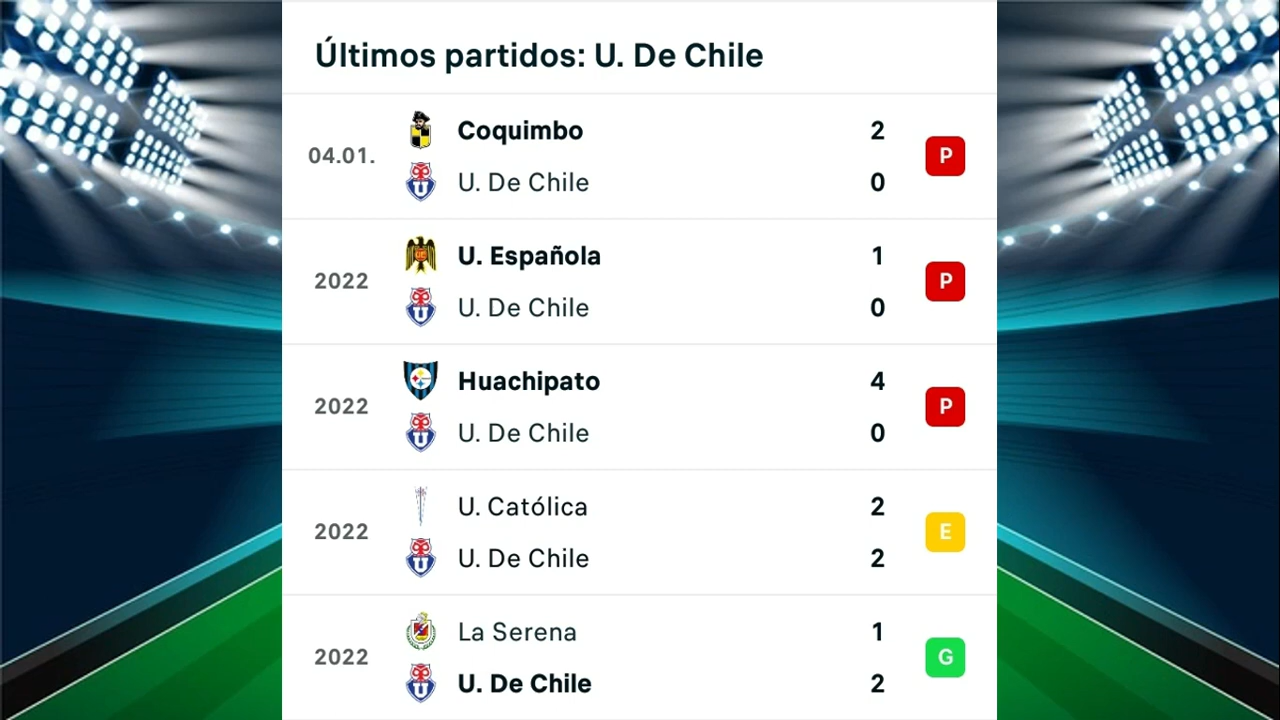 Últimos partidos: U. De Chile
04.01.
Coquimbo 2
U. De Chile 0
P
2022
U. Española 1
U. De Chile 0
P
2022
Huachipato 4
U. De Chile 0
P
2022
U. Católica 2
U. De Chile 2
E
2022
La Serena 1
U. De Chile 2
G